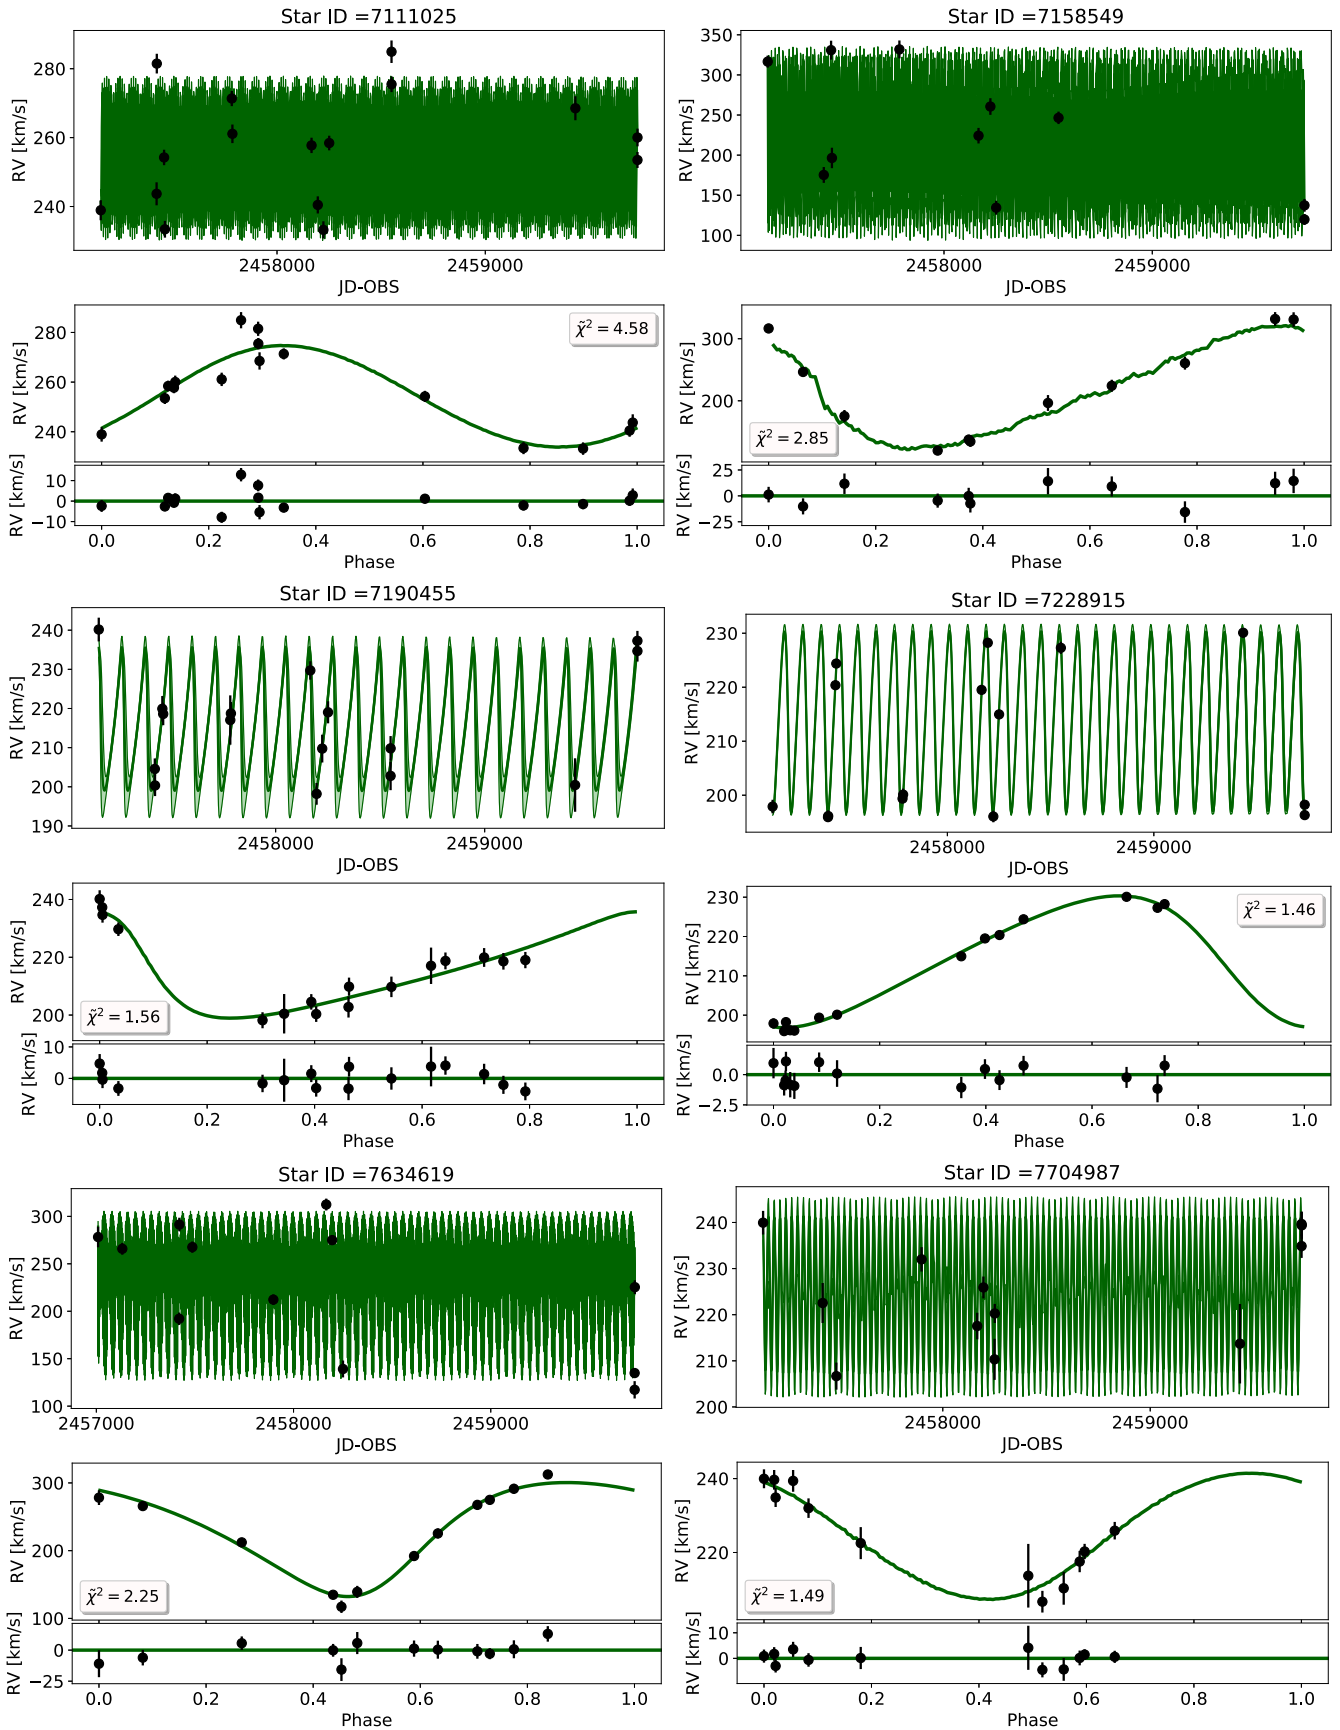 Star ID =7111025
RV [km/s]
280
260
240
2458000 2459000
JD-OBS
RV [km/s]
280
260
240
χ̃² = 4.58
RV [km/s]
10
0
−10
0.0 0.2 0.4 0.6 0.8 1.0
Phase
Star ID =7158549
RV [km/s]
350
300
250
200
150
100
2458000 2459000
JD-OBS
RV [km/s]
300
200
χ̃² = 2.85
RV [km/s]
25
0
−25
0.0 0.2 0.4 0.6 0.8 1.0
Phase
Star ID =7190455
RV [km/s]
240
230
220
210
200
190
2458000 2459000
JD-OBS
RV [km/s]
240
220
200
χ̃² = 1.56
RV [km/s]
10
0
0.0 0.2 0.4 0.6 0.8 1.0
Phase
Star ID =7228915
RV [km/s]
230
220
210
200
2458000 2459000
JD-OBS
RV [km/s]
230
220
210
200
χ̃² = 1.46
RV [km/s]
0.0
−2.5
0.0 0.2 0.4 0.6 0.8 1.0
Phase
Star ID =7634619
RV [km/s]
300
250
200
150
100
2457000 2458000 2459000
JD-OBS
RV [km/s]
300
200
100
χ̃² = 2.25
RV [km/s]
0
−25
0.0 0.2 0.4 0.6 0.8 1.0
Phase
Star ID =7704987
RV [km/s]
240
230
220
210
200
2458000 2459000
JD-OBS
RV [km/s]
240
220
χ̃² = 1.49
RV [km/s]
10
0
0.0 0.2 0.4 0.6 0.8 1.0
Phase